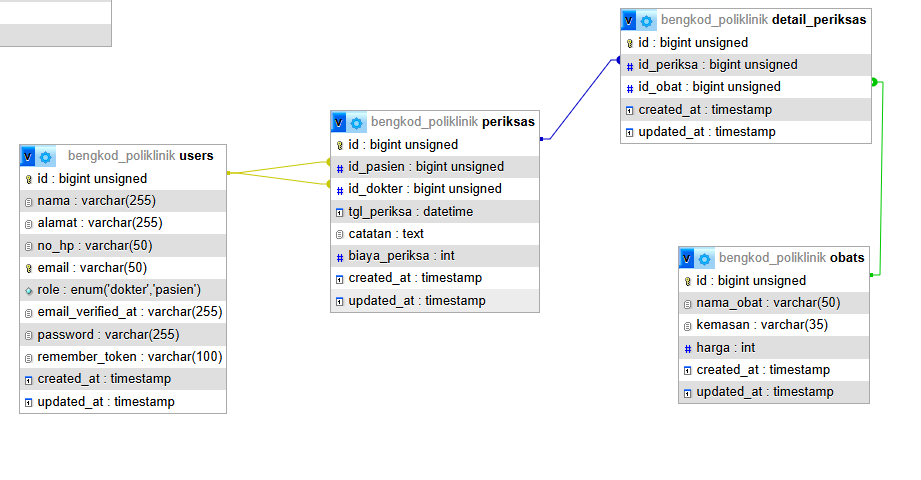 bengkod_poliklinik detail_periksas
id : bigint unsigned
id_periksa : bigint unsigned
id_obat : bigint unsigned
created_at : timestamp
updated_at : timestamp
bengkod_poliklinik periksas
id : bigint unsigned
id_pasien : bigint unsigned
id_dokter : bigint unsigned
tgl_periksa : datetime
catatan : text
biaya_periksa : int
created_at : timestamp
updated_at : timestamp
bengkod_poliklinik users
id : bigint unsigned
nama : varchar(255)
alamat : varchar(255)
no_hp : varchar(50)
email : varchar(50)
role : enum('dokter','pasien')
email_verified_at : varchar(255)
password : varchar(255)
remember_token : varchar(100)
created_at : timestamp
updated_at : timestamp
bengkod_poliklinik obats
id : bigint unsigned
nama_obat : varchar(50)
kemasan : varchar(35)
harga : int
created_at : timestamp
updated_at : timestamp